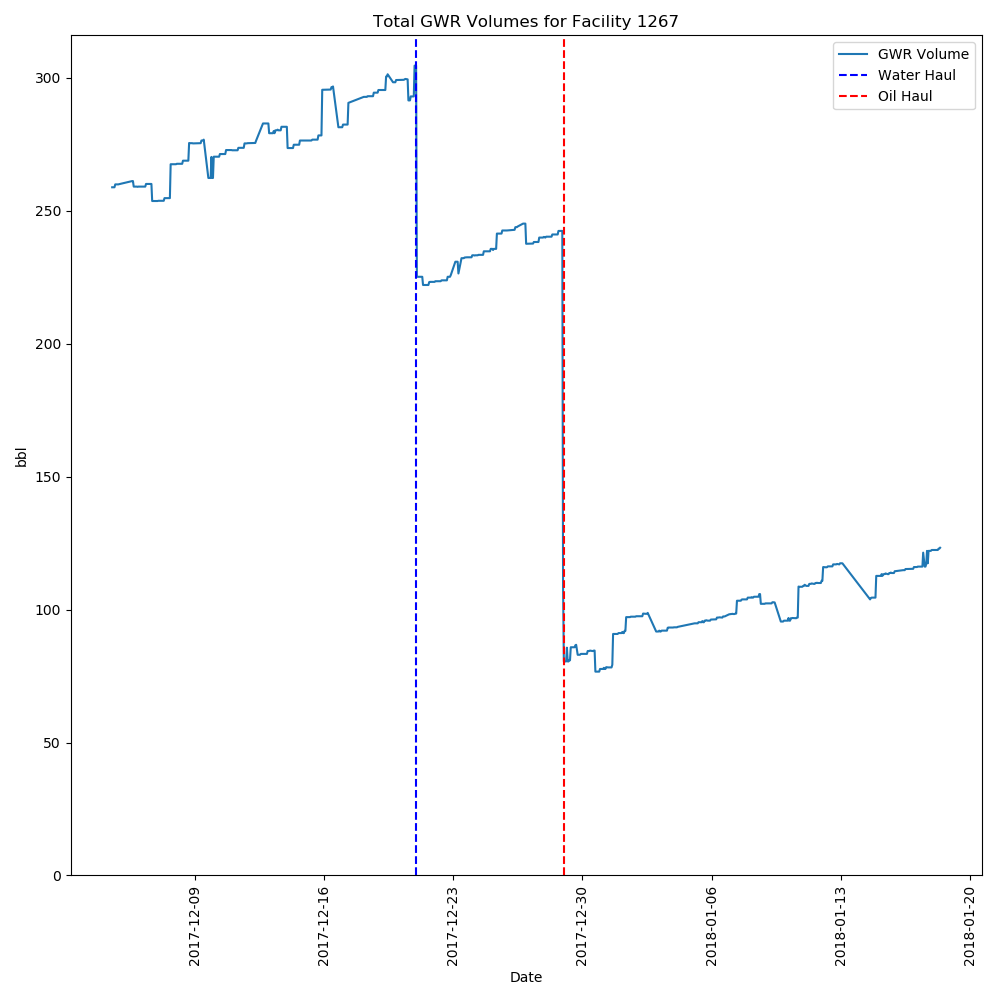 Total GWR Volumes for Facility 1267
GWR Volume
Water Haul
Oil Haul
300
250
200
150
100
50
0
bbl
2017-12-09
2017-12-16
2017-12-23
2017-12-30
2018-01-06
2018-01-13
2018-01-20
Date